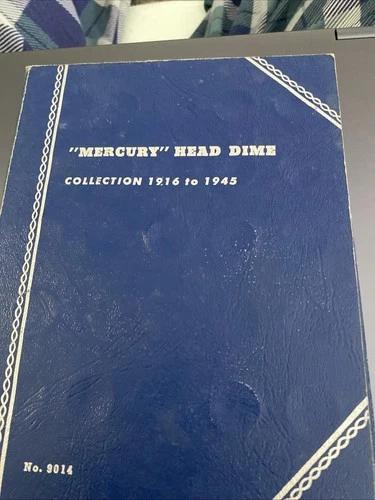 "MERCURY" HEAD DIME
COLLECTION 1916 to 1945
No. 9014